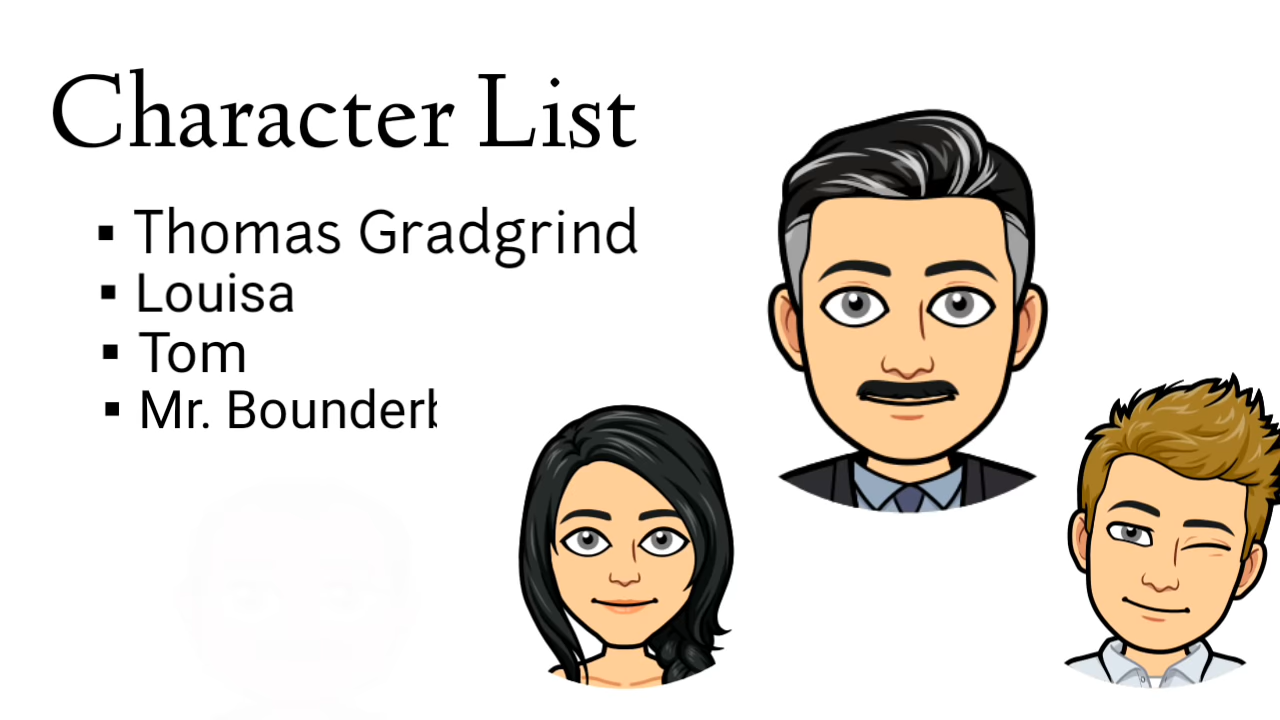 Character List
▪ Thomas Gradgrind
▪ Louisa
▪ Tom
▪ Mr. Bounder